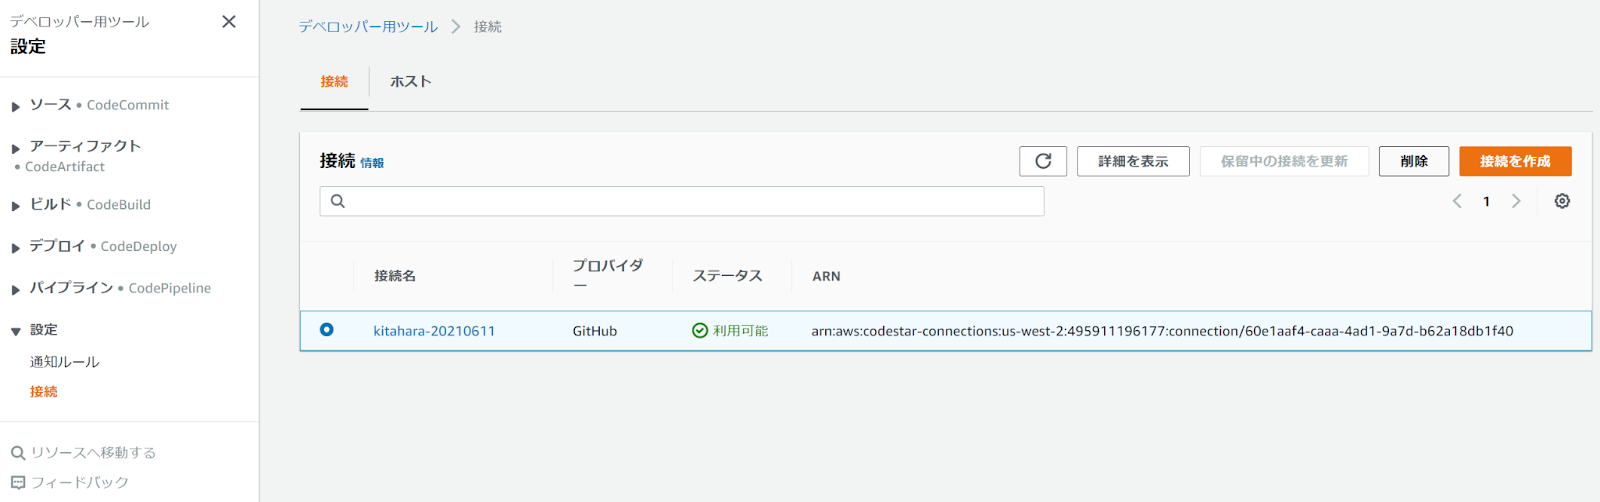 デベロッパー用ツール
設定
ソース • CodeCommit
アーティファクト
• CodeArtifact
ビルド • CodeBuild
デプロイ • CodeDeploy
パイプライン • CodePipeline
設定
通知ルール
接続
リソースへ移動する
フィードバック
デベロッパー用ツール > 接続
接続 ホスト
接続 情報
詳細を表示 保留中の接続を更新 削除 接続を作成
1
接続名 プロバイダ
ー ステータス ARN
kitahara-20210611 GitHub 利用可能 arn:aws:codestar-connections:us-west-2:495911196177:connection/60e1aaf4-caaa-4ad1-9a7d-b62a18db1f40